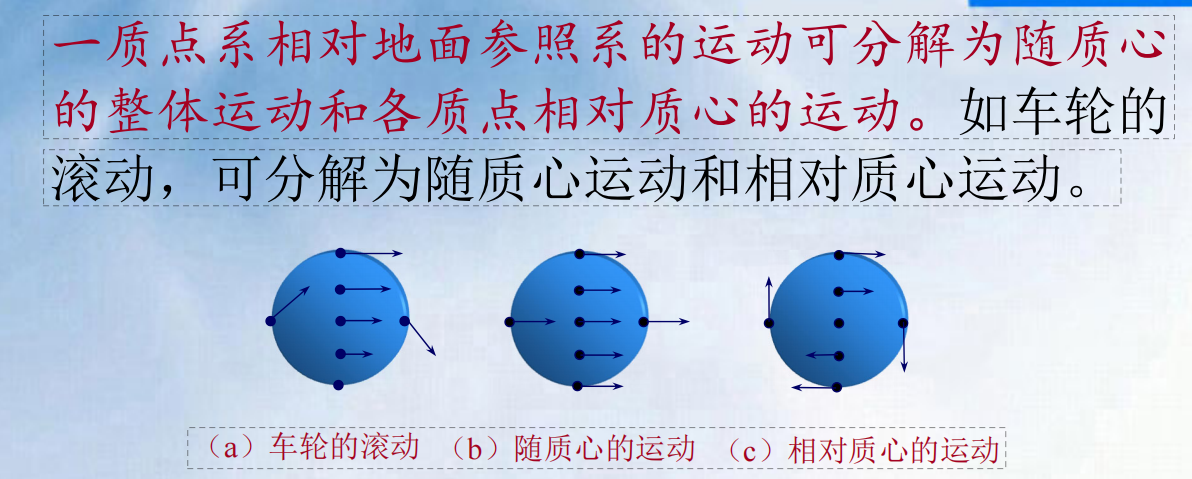 一质点系相对地面参照系的运动可分解为随质心
的整体运动和各质点相对质心的运动。如车轮的
滚动，可分解为随质心运动和相对质心运动。
（a）车轮的滚动 （b）随质心的运动 （c）相对质心的运动